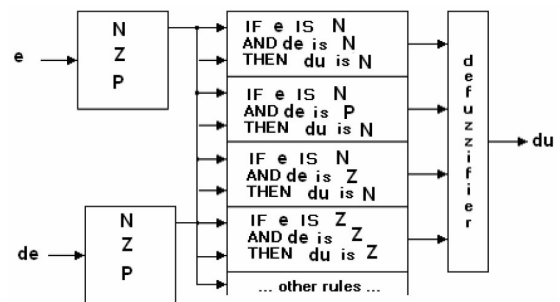 e
N
Z
P
de
N
Z
P
IF e IS N
AND de is N
THEN du is N
IF e IS N
AND de is P
THEN du is N
IF e IS N
AND de is Z
THEN du is N
IF e IS Z
AND de is Z
THEN du is Z
... other rules ...
defuzzifier
du